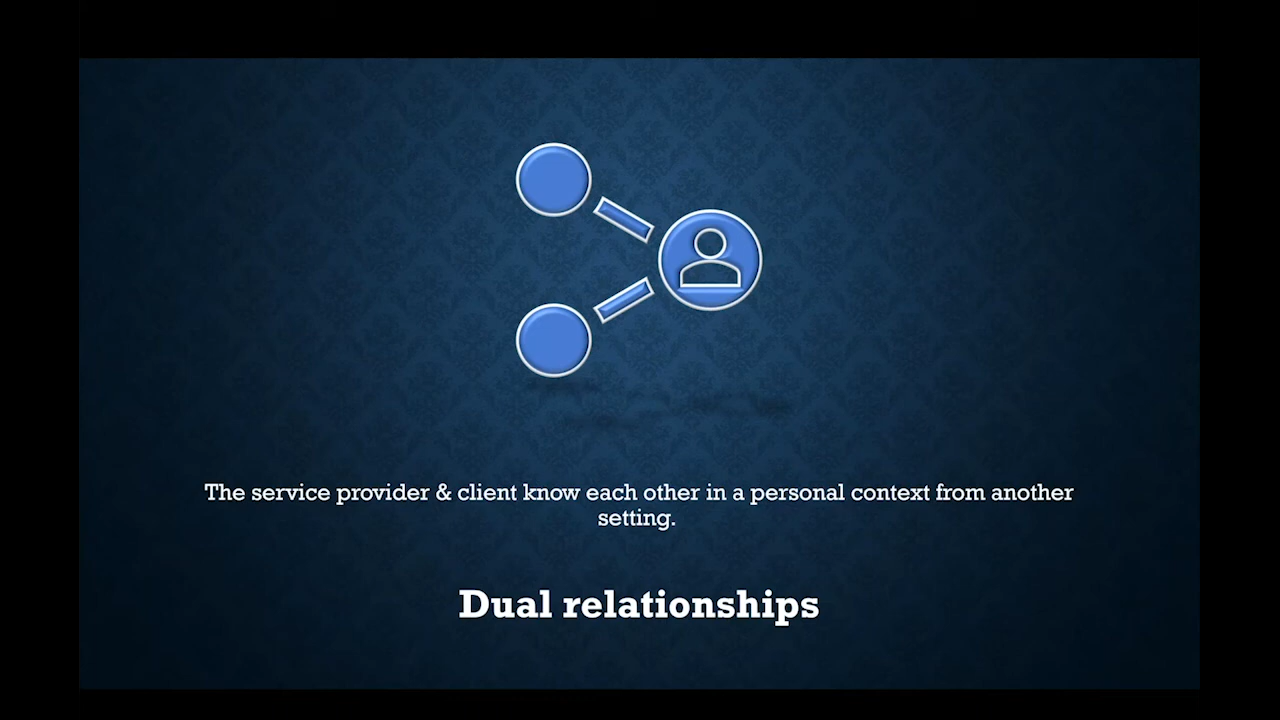 The service provider & client know each other in a personal context from another
setting.
Dual relationships